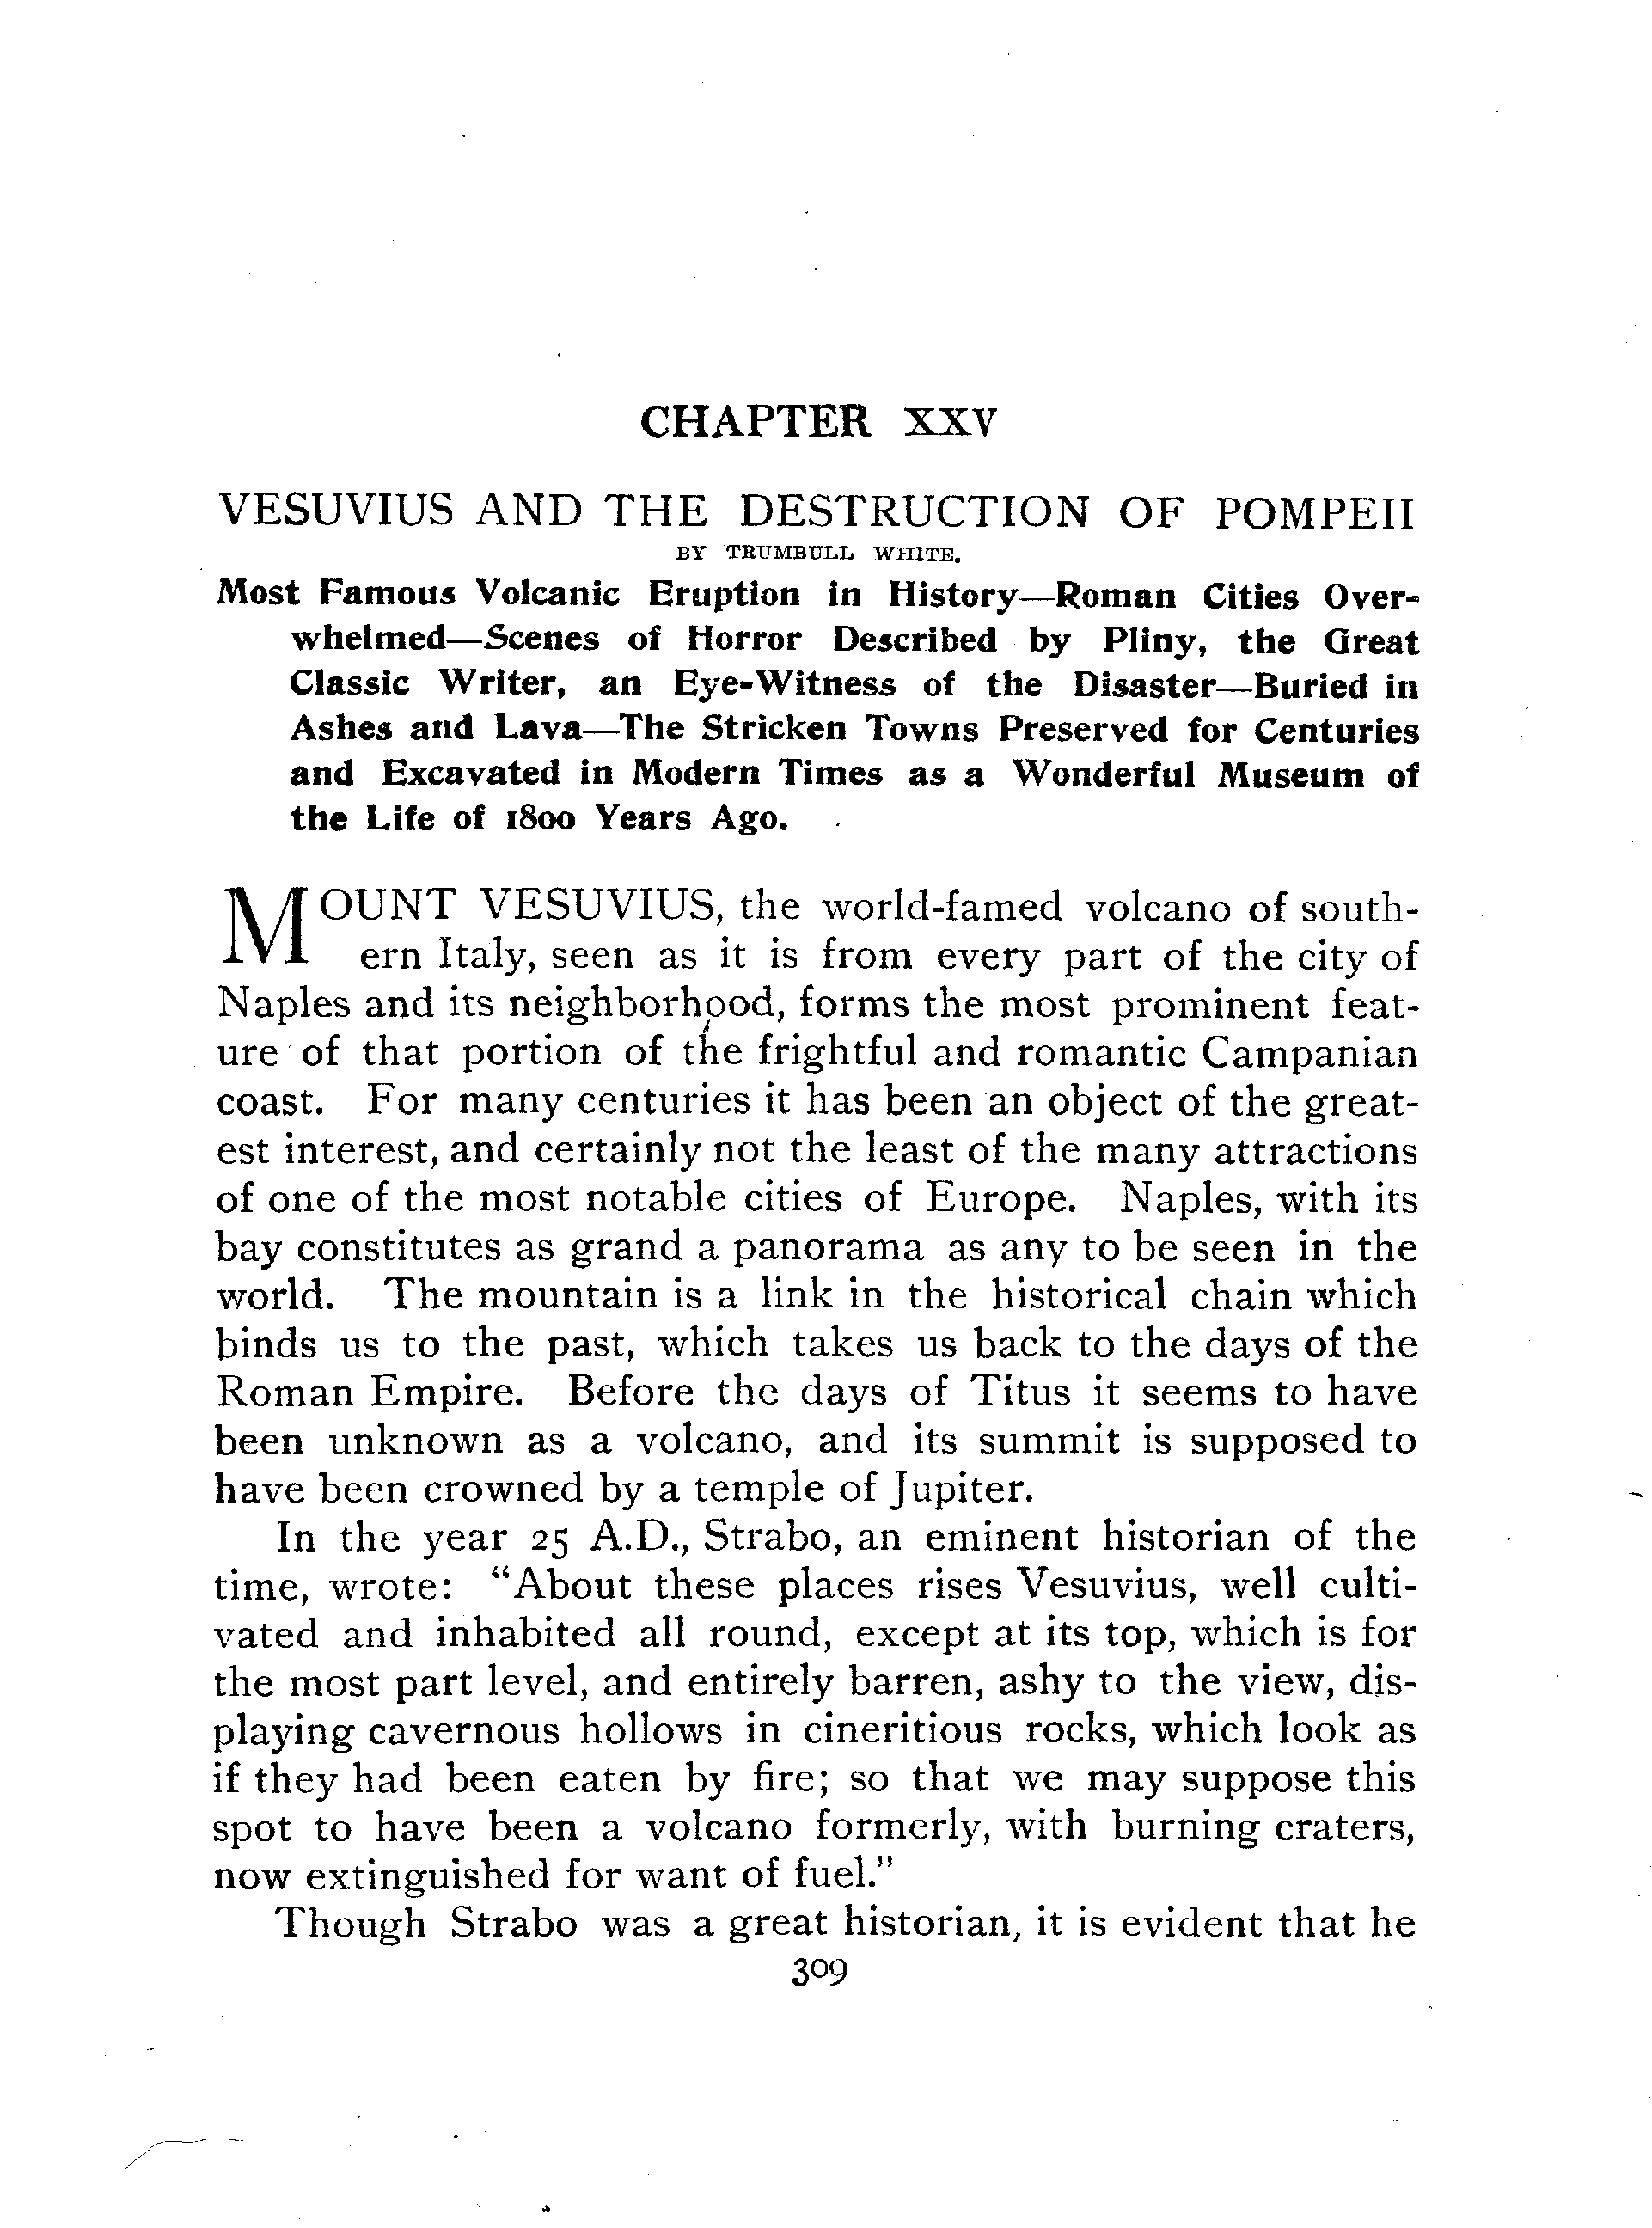 CHAPTER XXV
VESUVIUS AND THE DESTRUCTION OF POMPEII
BY TRUMBULL WHITE.
Most Famous Volcanic Eruption in History—Roman Cities Over-
whelmed—Scenes of Horror Described by Pliny, the Great
Classic Writer, an Eye-Witness of the Disaster—Buried in
Ashes and Lava—The Stricken Towns Preserved for Centuries
and Excavated in Modern Times as a Wonderful Museum of
the Life of 1800 Years Ago.
MOUNT VESUVIUS, the world-famed volcano of south-
ern Italy, seen as it is from every part of the city of
Naples and its neighborhood, forms the most prominent feat-
ure of that portion of the frightful and romantic Campanian
coast. For many centuries it has been an object of the great-
est interest, and certainly not the least of the many attractions
of one of the most notable cities of Europe. Naples, with its
bay constitutes as grand a panorama as any to be seen in the
world. The mountain is a link in the historical chain which
binds us to the past, which takes us back to the days of the
Roman Empire. Before the days of Titus it seems to have
been unknown as a volcano, and its summit is supposed to
have been crowned by a temple of Jupiter.
In the year 25 A.D., Strabo, an eminent historian of the
time, wrote: “About these places rises Vesuvius, well culti-
vated and inhabited all round, except at its top, which is for
the most part level, and entirely barren, ashy to the view, dis-
playing cavernous hollows in cineritious rocks, which look as
if they had been eaten by fire; so that we may suppose this
spot to have been a volcano formerly, with burning craters,
now extinguished for want of fuel.”
Though Strabo was a great historian, it is evident that he
309